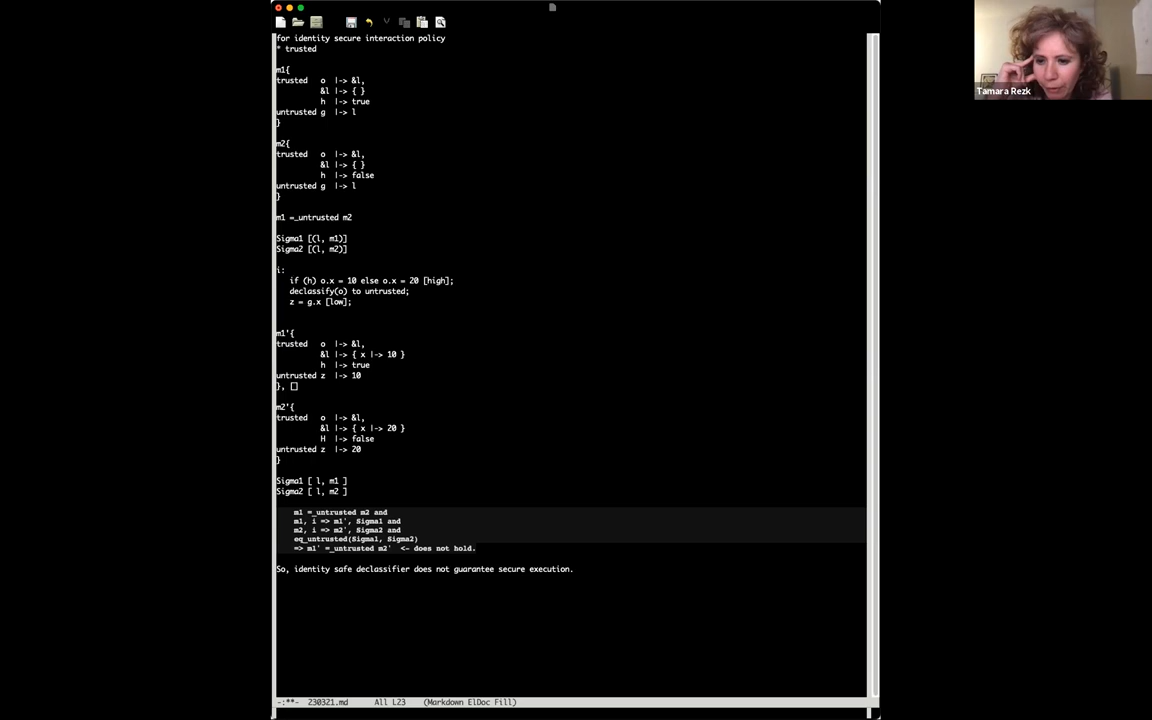 for identity secure interaction policy
* trusted
m1{
trusted o |-> &l,
&l |-> { }
h |-> true
untrusted g |-> l
}
m2{
trusted o |-> &l,
&l |-> { }
h |-> false
untrusted g |-> l
}
m1 =_untrusted m2
Sigma1 [(l, m1)]
Sigma2 [(l, m2)]
i:
if (h) o.x = 10 else o.x = 20 [high];
declassify(o) to untrusted;
z = g.x [low];
m1'{
trusted o |-> &l,
&l |-> { x |-> 10 }
h |-> true
untrusted z |-> 10
},
m2'{
trusted o |-> &l,
&l |-> { x |-> 20 }
H |-> false
untrusted z |-> 20
}
Sigma1 [ l, m1 ]
Sigma2 [ l, m2 ]
m1 =_untrusted m2 and
m1, i => m1', Sigma1 and
m2, i => m2', Sigma2 and
eq_untrusted(Sigma1, Sigma2)
=> m1' =_untrusted m2' <- does not hold.
So, identity safe declassifier does not guarantee secure execution.
-:**- 230321.md All L23 (Markdown ElDoc Fill)
Tamara Rezk